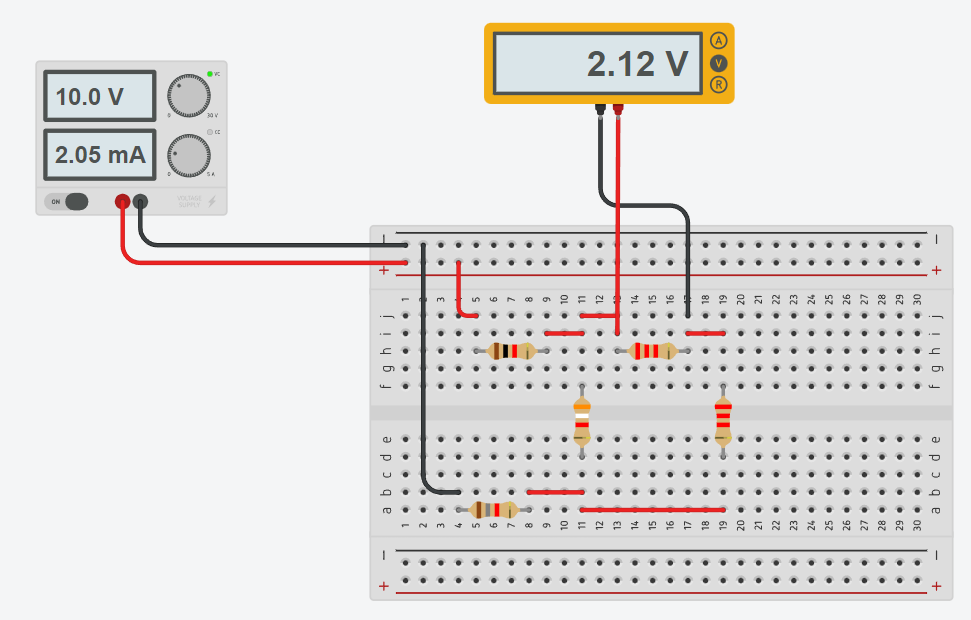 2.12 V
A
V
R
10.0 V
VC
0 30 V
2.05 mA
CC
0 5 A
ON
VOLTAGE
SUPPLY
− −
+ +
1 2 3 4 5 6 7 8 9 10 11 12 13 14 15 16 17 18 19 20 21 22 23 24 25 26 27 28 29 30
j j
i i
h h
g g
f f
e e
d d
c c
b b
a a
1 2 3 4 5 6 7 8 9 10 11 12 13 14 15 16 17 18 19 20 21 22 23 24 25 26 27 28 29 30
− −
+ +